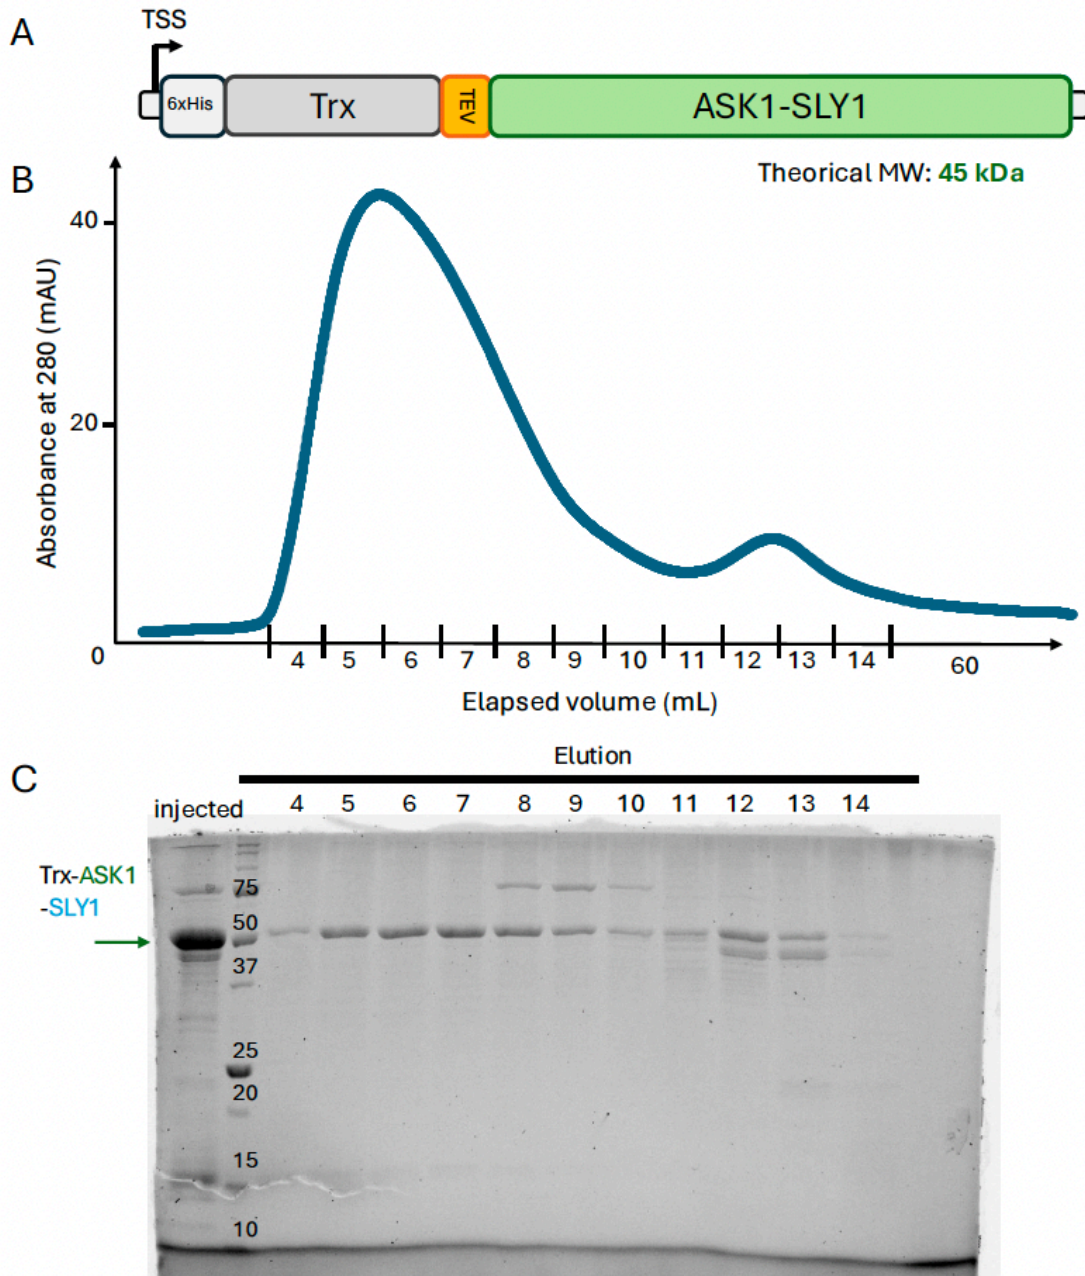 A
TSS
6xHis
Trx
TEV
ASK1-SLY1
B
Theorical MW: 45 kDa
Absorbance at 280 (mAU)
40
20
0
4 5 6 7 8 9 10 11 12 13 14 60
Elapsed volume (mL)
C
Elution
injected 4 5 6 7 8 9 10 11 12 13 14
Trx-ASK1
-SLY1
75
50
37
25
20
15
10